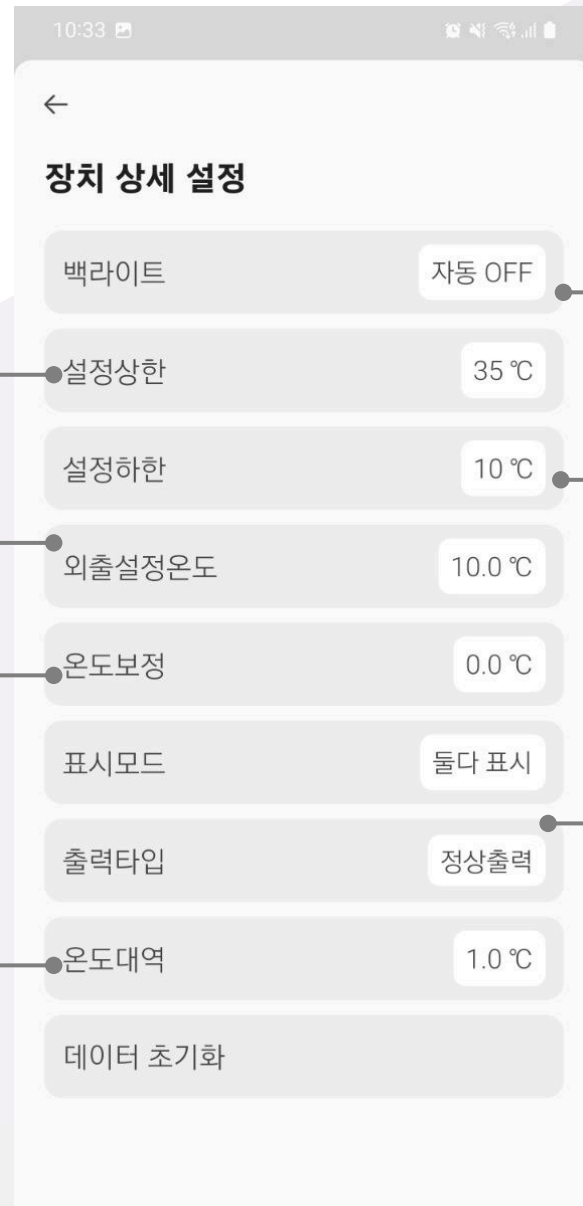 10:33
장치 상세 설정
백라이트 자동 OFF
설정상한 35 ℃
설정하한 10 ℃
외출설정온도 10.0 ℃
온도보정 0.0 ℃
표시모드 둘다 표시
출력타입 정상출력
온도대역 1.0 ℃
데이터 초기화